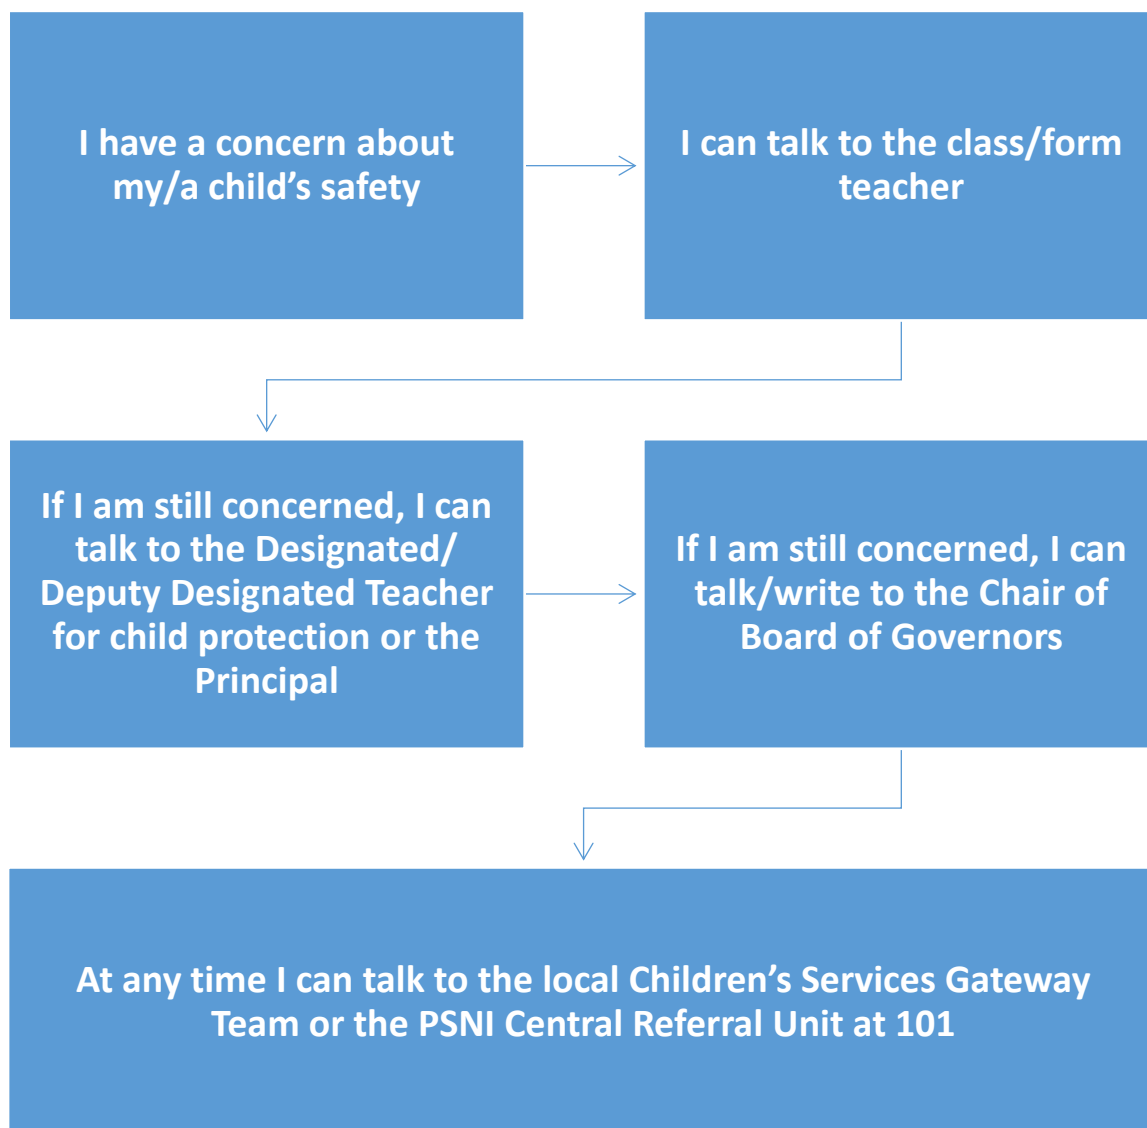 I have a concern about
my/a child’s safety
I can talk to the class/form
teacher
If I am still concerned, I can
talk to the Designated/
Deputy Designated Teacher
for child protection or the
Principal
If I am still concerned, I can
talk/write to the Chair of
Board of Governors
At any time I can talk to the local Children’s Services Gateway
Team or the PSNI Central Referral Unit at 101